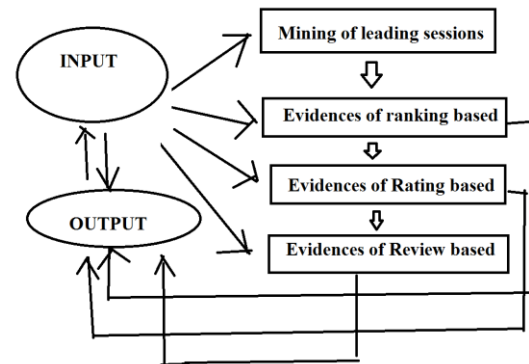 Mining of leading sessions
INPUT
Evidences of ranking based
Evidences of Rating based
OUTPUT
Evidences of Review based